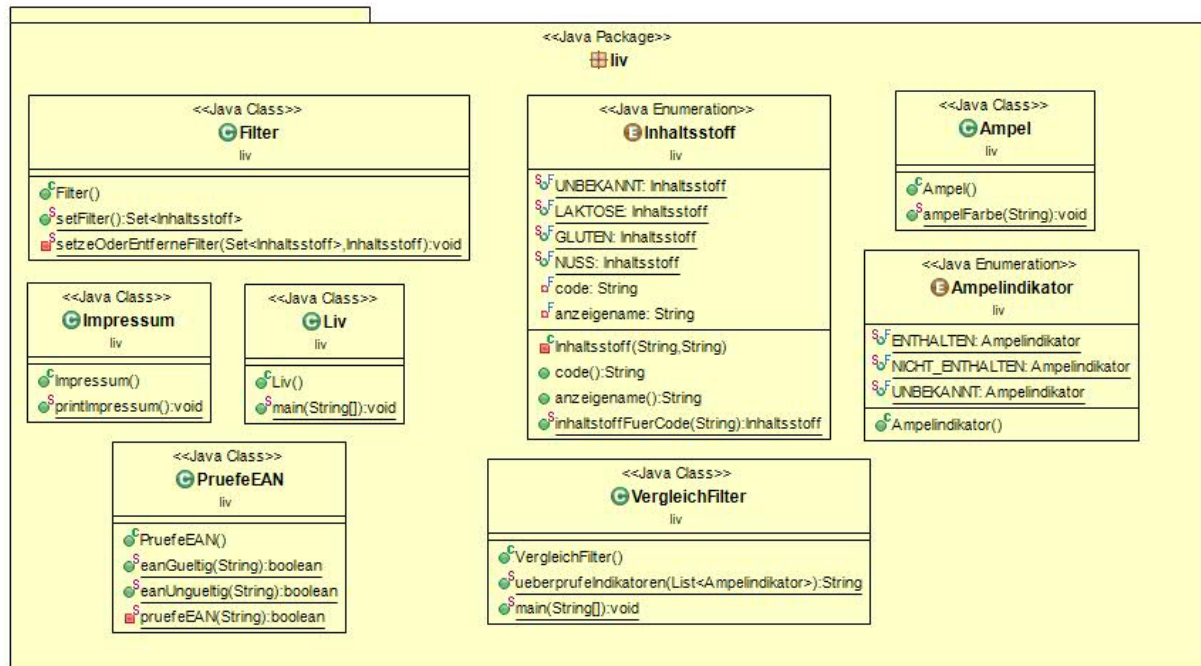 <<Java Package>>
liv
<<Java Class>>
Filter
liv
Filter()
setFilter():Set<Inhaltsstoff>
setzeOderEntferneFilter(Set<Inhaltsstoff>,Inhaltsstoff):void
<<Java Enumeration>>
Inhaltsstoff
liv
UNBEKANNT: Inhaltsstoff
LAKTOSE: Inhaltsstoff
GLUTEN: Inhaltsstoff
NUSS: Inhaltsstoff
code: String
anzeigename: String
Inhaltsstoff(String,String)
code():String
anzeigename():String
inhaltstoffFuerCode(String):Inhaltsstoff
<<Java Class>>
Ampel
liv
Ampel()
ampelFarbe(String):void
<<Java Enumeration>>
Ampelindikator
liv
ENTHALTEN: Ampelindikator
NICHT_ENTHALTEN: Ampelindikator
UNBEKANNT: Ampelindikator
Ampelindikator()
<<Java Class>>
Impressum
liv
Impressum()
printImpressum():void
<<Java Class>>
Liv
liv
Liv()
main(String[]):void
<<Java Class>>
PruefeEAN
liv
PruefeEAN()
eanGueltig(String):boolean
eanUngueltig(String):boolean
pruefeEAN(String):boolean
<<Java Class>>
VergleichFilter
liv
VergleichFilter()
ueberprufeIndikatoren(List<Ampelindikator>):String
main(String[]):void